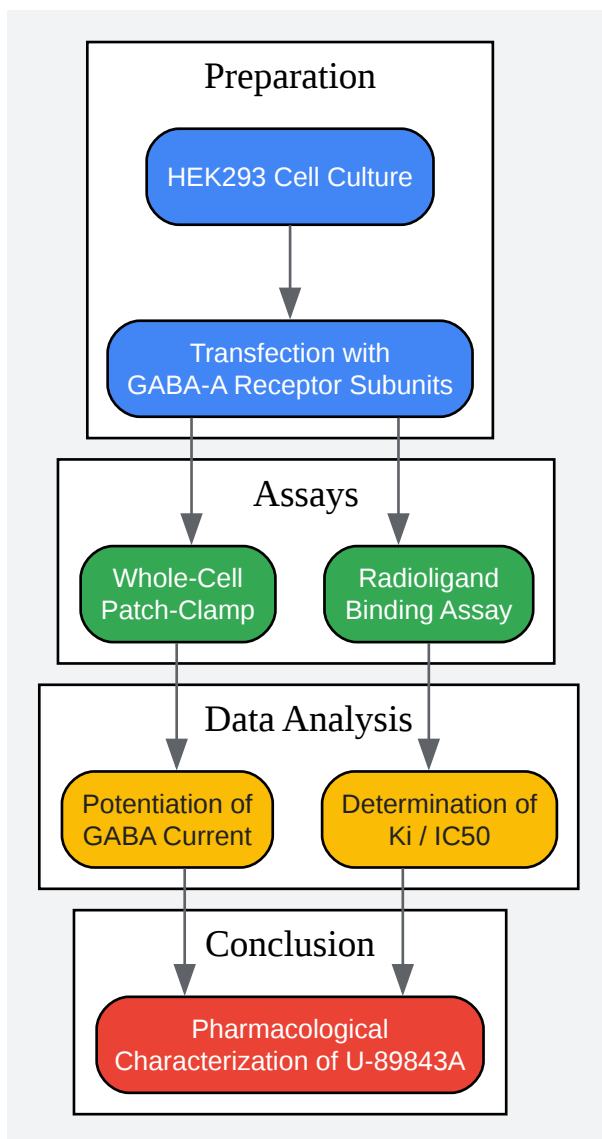 Preparation
HEK293 Cell Culture
Transfection with
GABA-A Receptor Subunits
Assays
Whole-Cell
Patch-Clamp
Radioligand
Binding Assay
Data Analysis
Potentiation of
GABA Current
Determination of
Ki / IC50
Conclusion
Pharmacological
Characterization of U-89843A